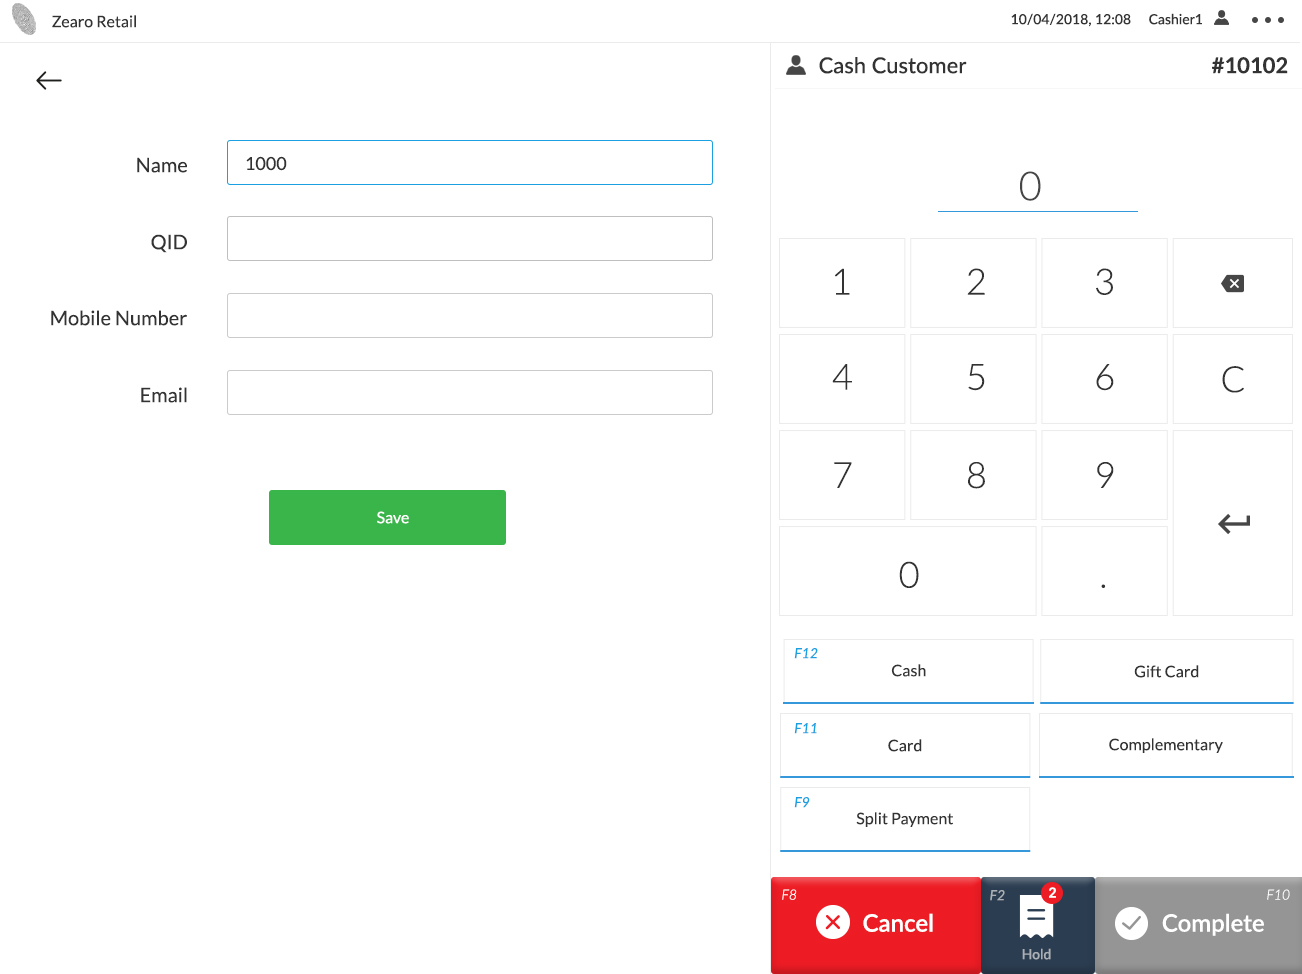 Zearo Retail
10/04/2018, 12:08 Cashier1
Cash Customer #10102
Name 1000
QID
Mobile Number
Email
Save
0
1 2 3
4 5 6 C
7 8 9
0 .
F12 Cash
Gift Card
F11 Card
Complementary
F9 Split Payment
F8 Cancel
F2 2 Hold
F10 Complete